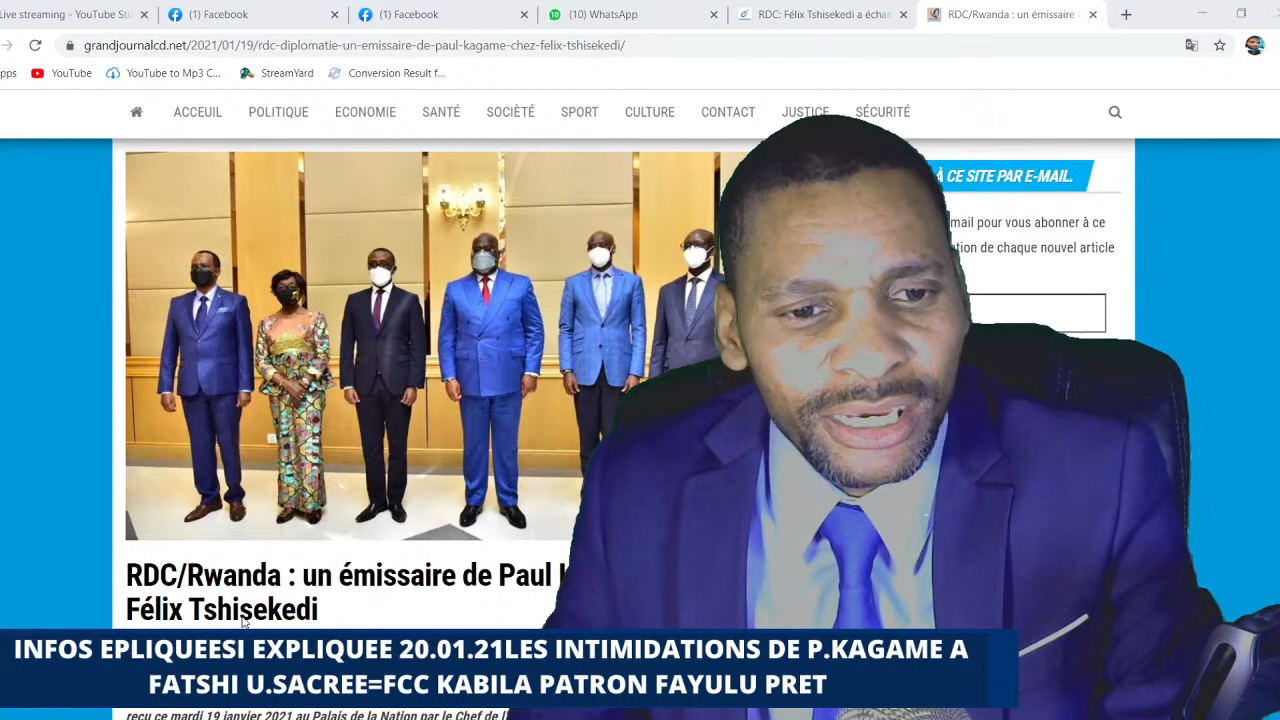 Live streaming - YouTube Stu
(1) Facebook
(1) Facebook
(10) WhatsApp
RDC: Félix Tshisekedi a échan
RDC/Rwanda : un émissaire
grandjournalcd.net/2021/01/19/rdc-diplomatie-un-emissaire-de-paul-kagame-chez-felix-tshisekedi/
pps
YouTube
YouTube to Mp3 C...
StreamYard
Conversion Result f...
ACCEUIL
POLITIQUE
ECONOMIE
SANTÉ
SOCIÈTÉ
SPORT
CULTURE
CONTACT
JUSTICE
SÉCURITÉ
À CE SITE PAR E-MAIL.
mail pour vous abonner à ce
tion de chaque nouvel article
RDC/Rwanda : un émissaire de Paul
Félix Tshisekedi
INFOS EPLIQUEESI EXPLIQUEE 20.01.21LES INTIMIDATIONS DE P.KAGAME A
FATSHI U.SACREE=FCC KABILA PATRON FAYULU PRET
reçu ce mardi 19 janvier 2021 au Palais de la Nation par le Chef de l